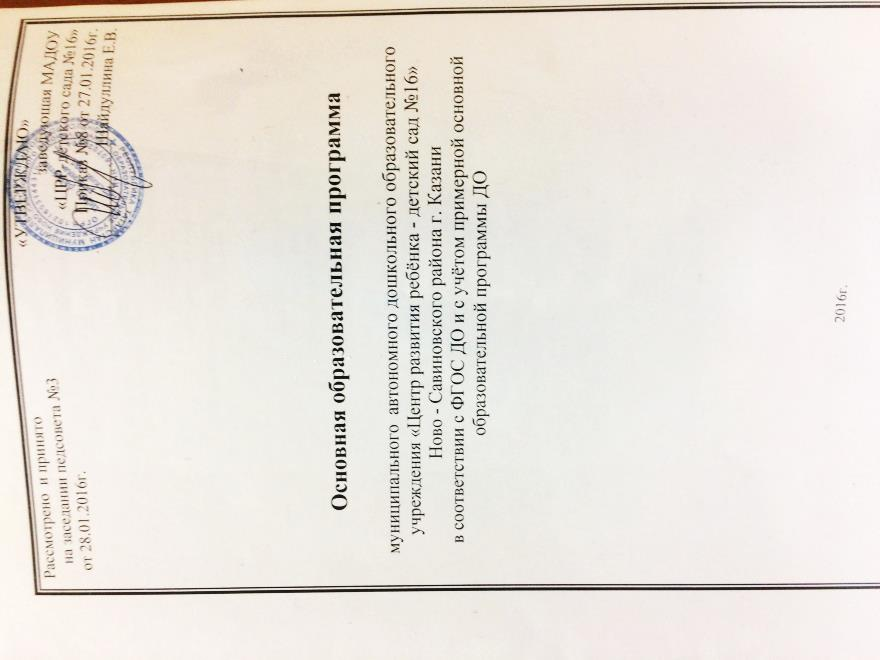 Рассмотрено и принято
на заседании педсовета №3
от 28.01.2016г.
«УТВЕРЖДАЮ»
заведующая МАДОУ
«ЦРР детского сада №16»
Приказ №8 от 27.01.2016г.
Шайдуллина Е.В.
Основная образовательная программа
муниципального автономного дошкольного образовательного
учреждения «Центр развития ребёнка - детский сад №16»
Ново - Савиновского района г. Казани
в соответствии с ФГОС ДО и с учётом примерной основной
образовательной программы ДО
2016г.